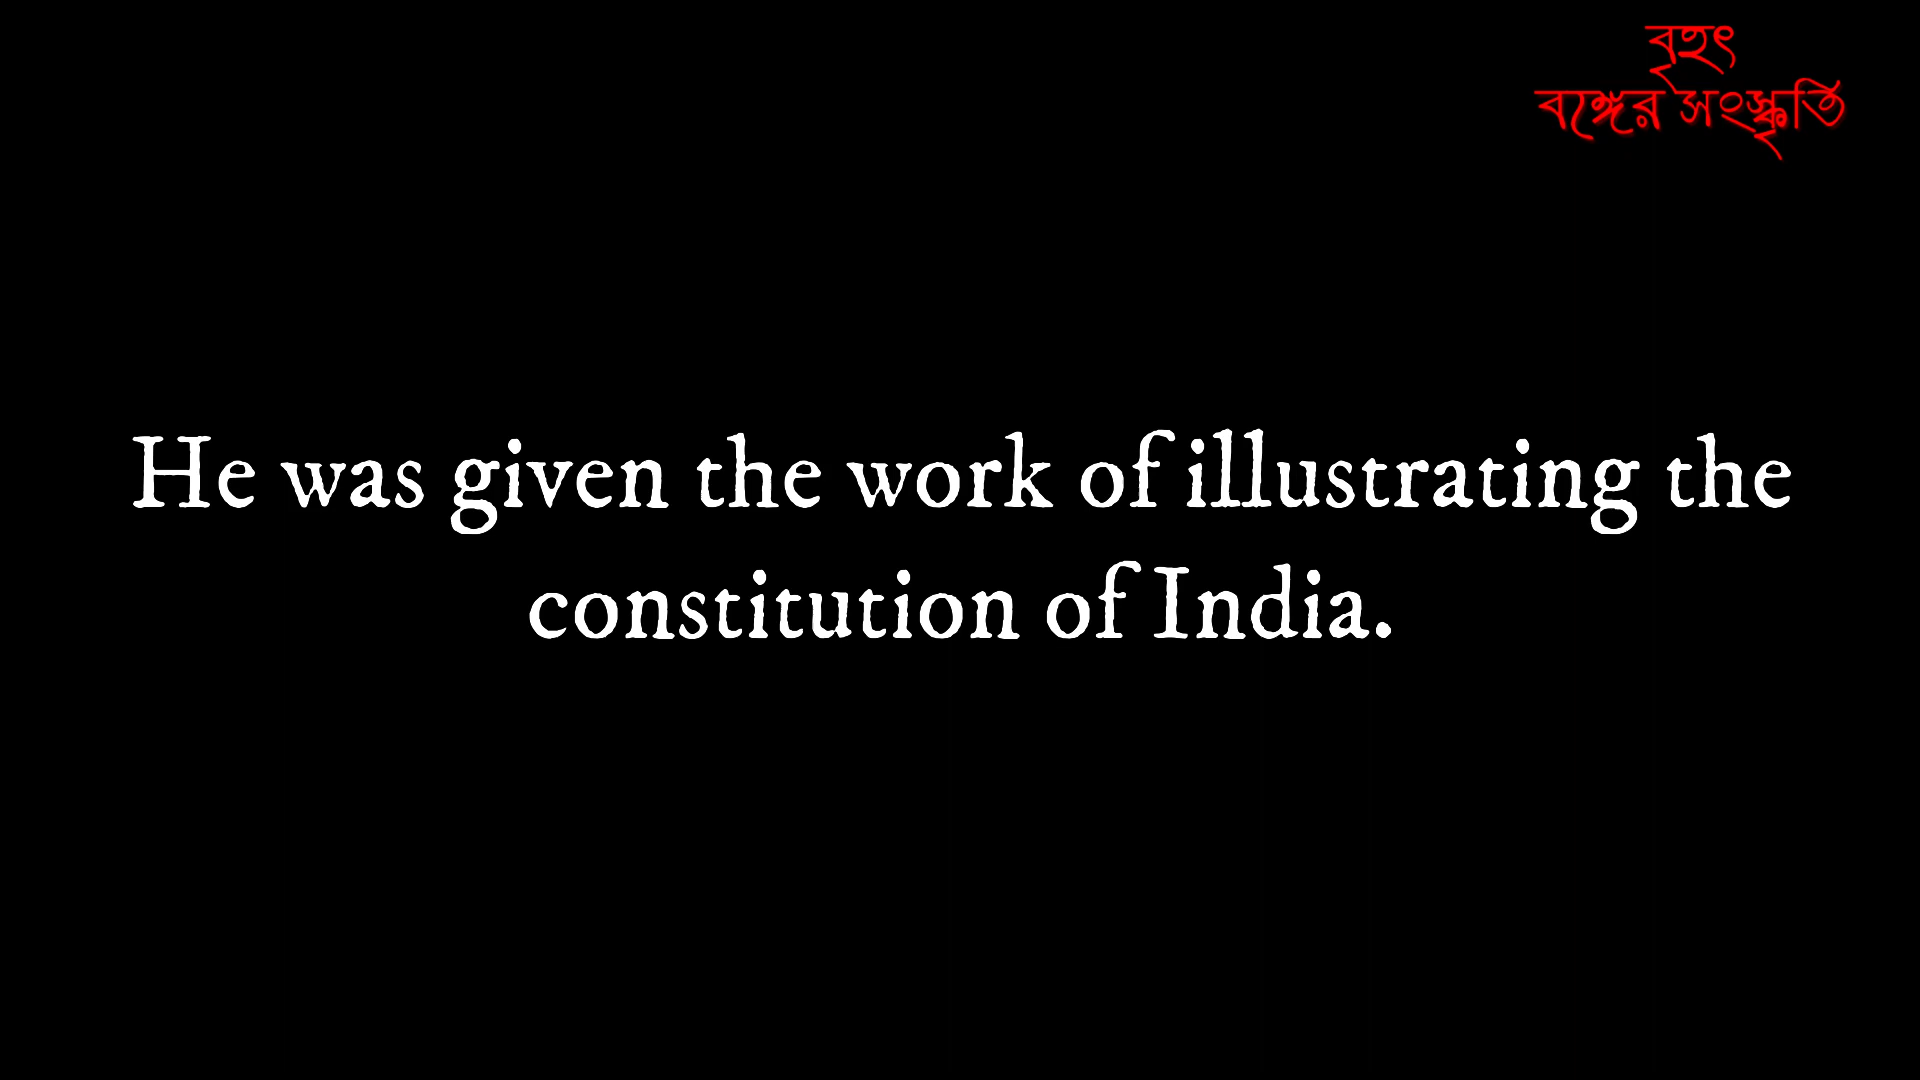 বৃহৎ
বঙ্গের সংস্কৃতি
He was given the work of illustrating the
constitution of India.